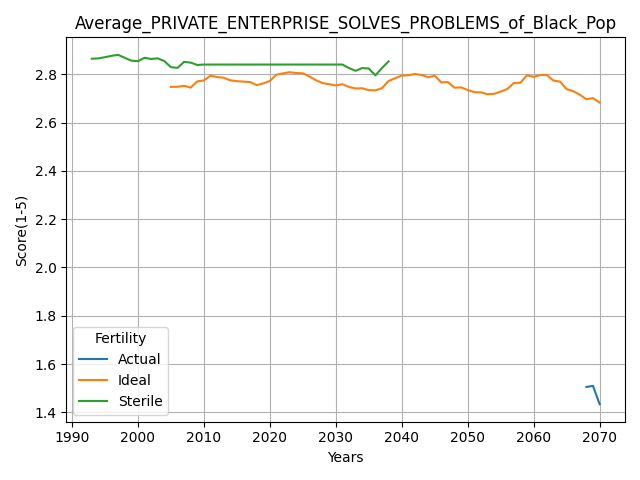 Average_PRIVATE_ENTERPRISE_SOLVES_PROBLEMS_of_Black_Pop
Score(1-5)
2.8
2.6
2.4
2.2
2.0
1.8
1.6
1.4
Fertility
Actual
Ideal
Sterile
1990 2000 2010 2020 2030 2040 2050 2060 2070
Years